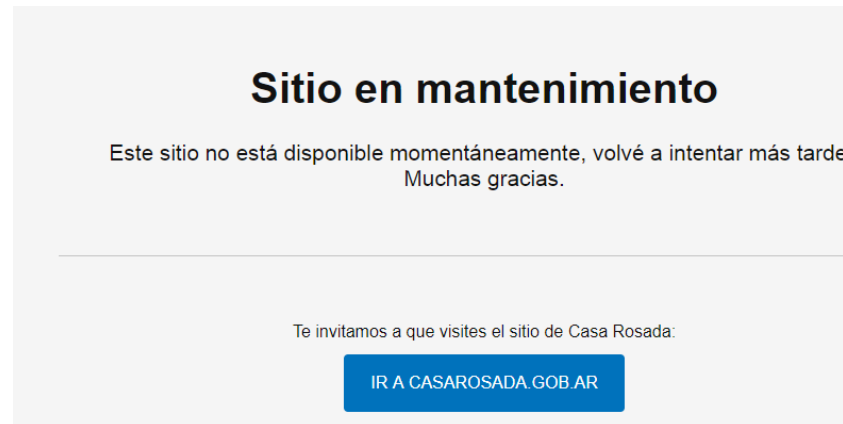 Sitio en mantenimiento
Este sitio no está disponible momentáneamente, volvé a intentar más tarde
Muchas gracias.
Te invitamos a que visites el sitio de Casa Rosada:
IR A CASAROSADA.GOB.AR